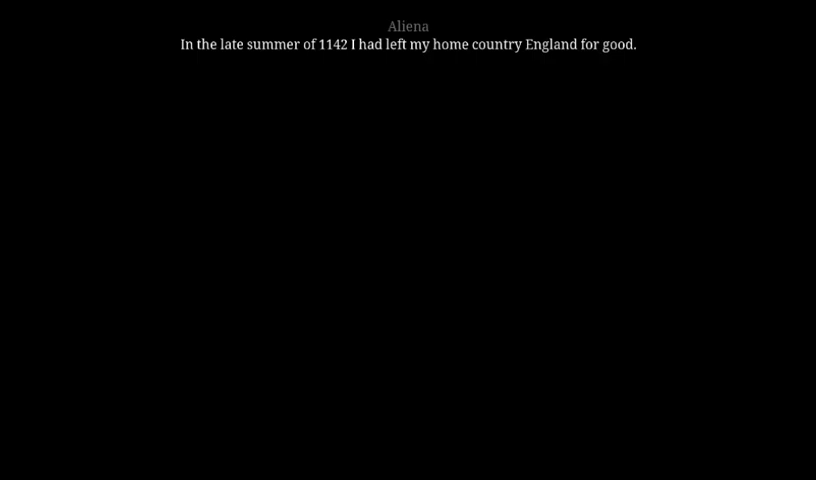 Aliena
In the late summer of 1142 I had left my home country England for good.